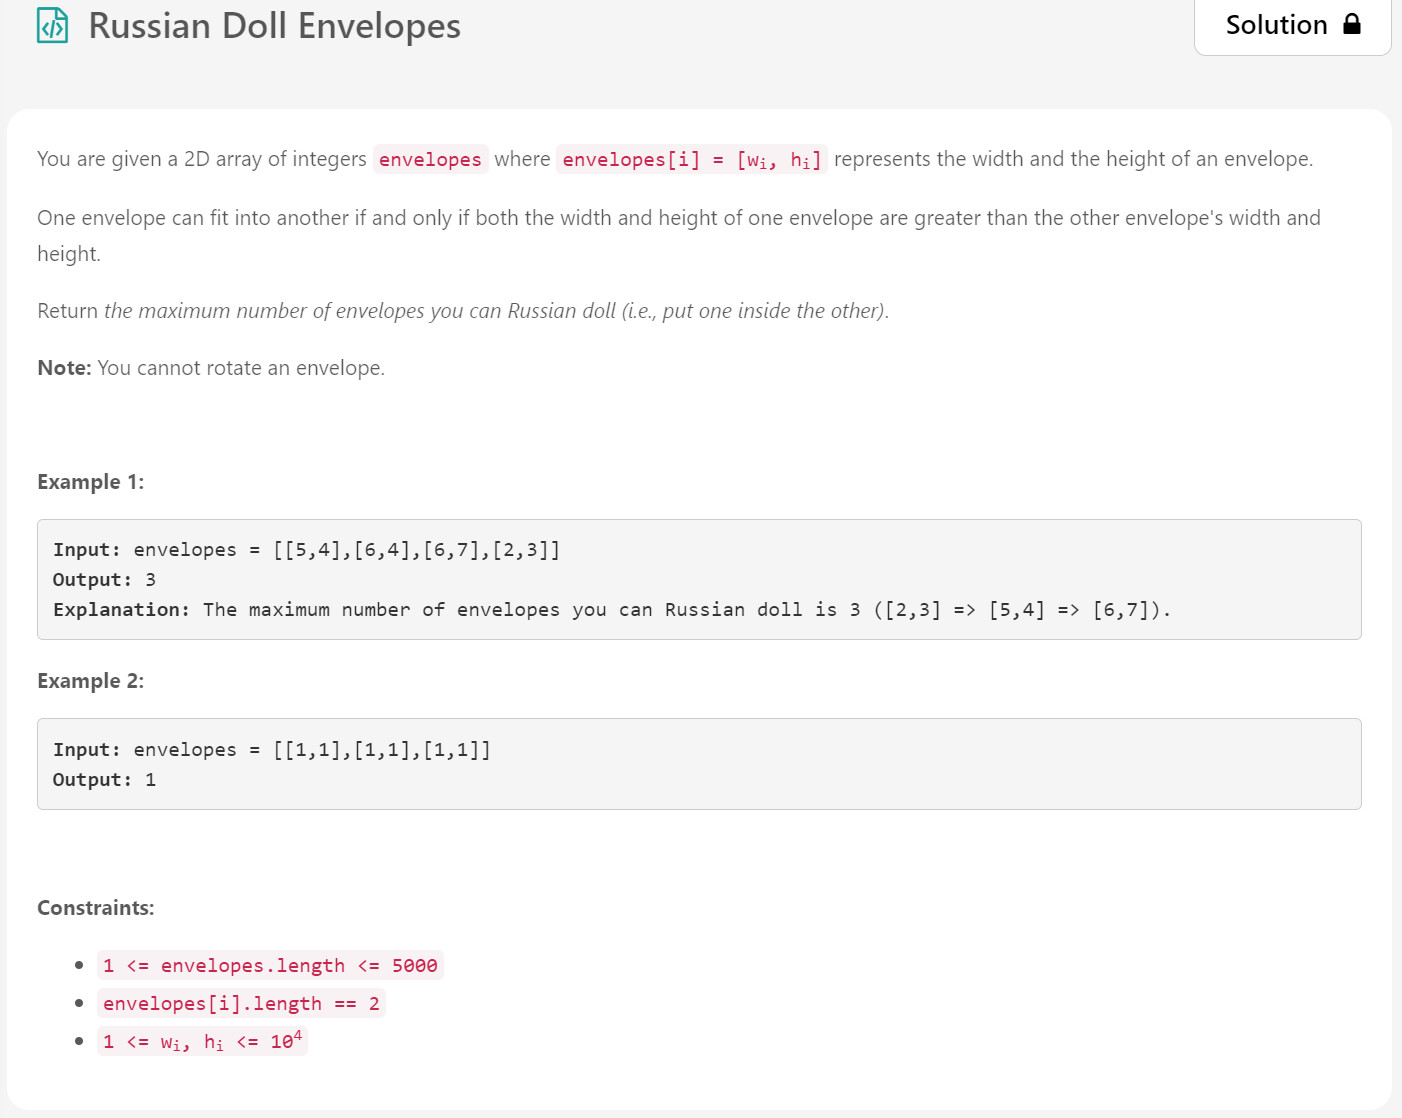 Russian Doll Envelopes
Solution
You are given a 2D array of integers envelopes where envelopes[i] = [wᵢ, hᵢ] represents the width and the height of an envelope.
One envelope can fit into another if and only if both the width and height of one envelope are greater than the other envelope's width and
height.
Return the maximum number of envelopes you can Russian doll (i.e., put one inside the other).
Note: You cannot rotate an envelope.
Example 1:
Input: envelopes = [[5,4],[6,4],[6,7],[2,3]]
Output: 3
Explanation: The maximum number of envelopes you can Russian doll is 3 ([2,3] => [5,4] => [6,7]).
Example 2:
Input: envelopes = [[1,1],[1,1],[1,1]]
Output: 1
Constraints:
1 <= envelopes.length <= 5000
envelopes[i].length == 2
1 <= wᵢ, hᵢ <= 10⁴